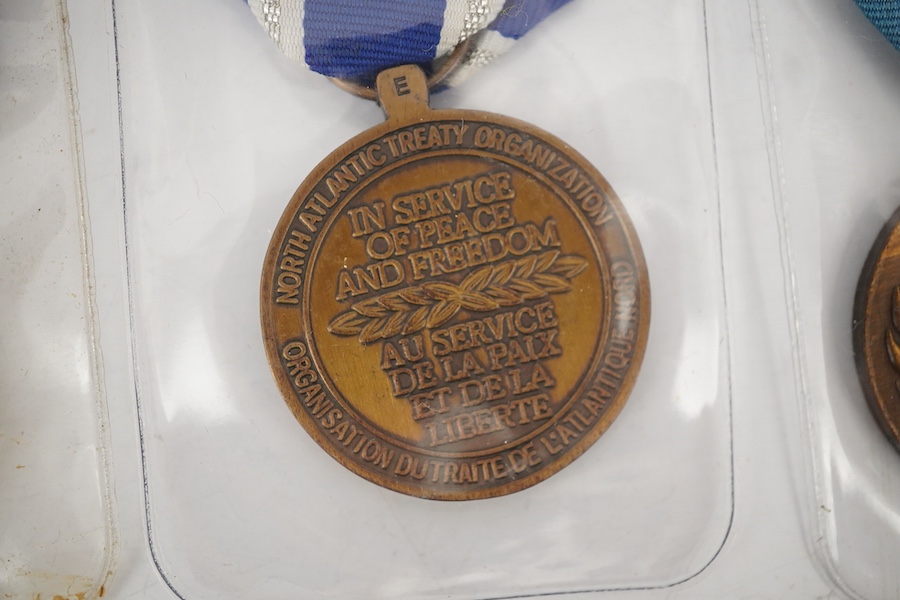 E
NORTH ATLANTIC TREATY ORGANIZATION
IN SERVICE
OF PEACE
AND FREEDOM
AU SERVICE
DE LA PAIX
ET DE LA
LIBERTE
ORGANISATION DU TRAITE DE L'ATLANTIQUE NORD